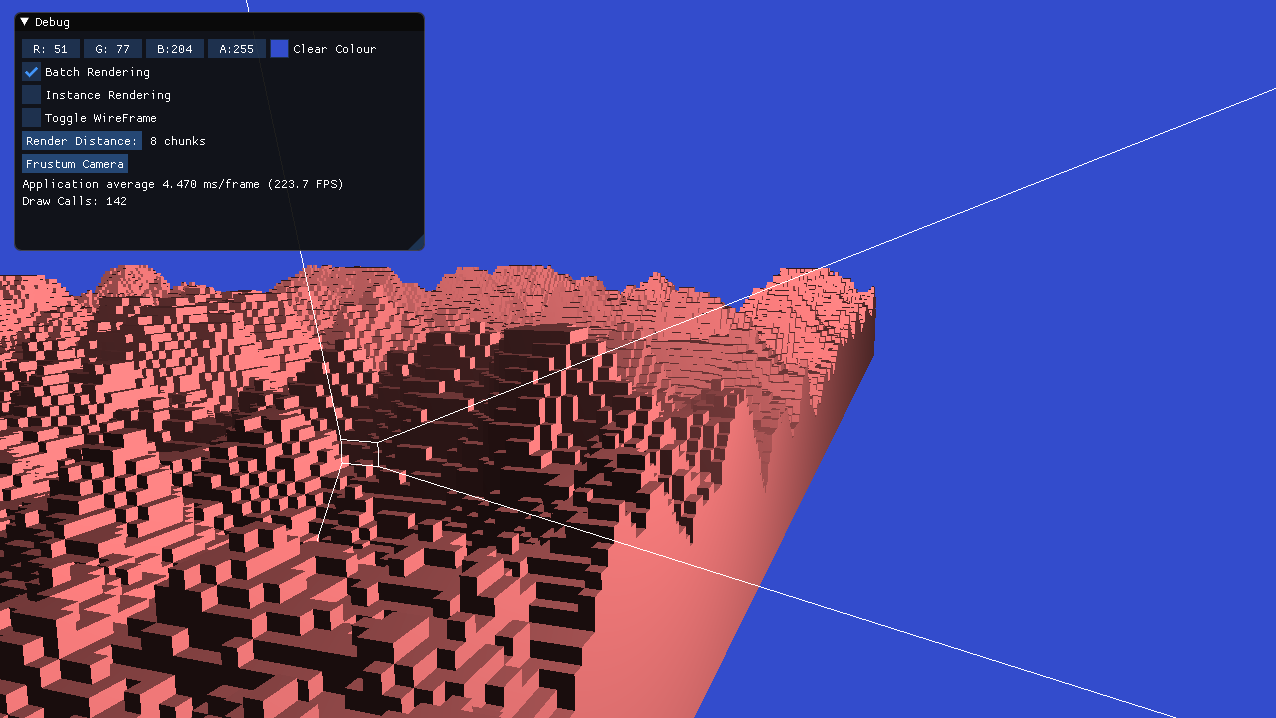 Debug
R: 51 G: 77 B:204 A:255 Clear Colour
Batch Rendering
Instance Rendering
Toggle WireFrame
Render Distance: 8 chunks
Frustum Camera
Application average 4.470 ms/frame (223.7 FPS)
Draw Calls: 142